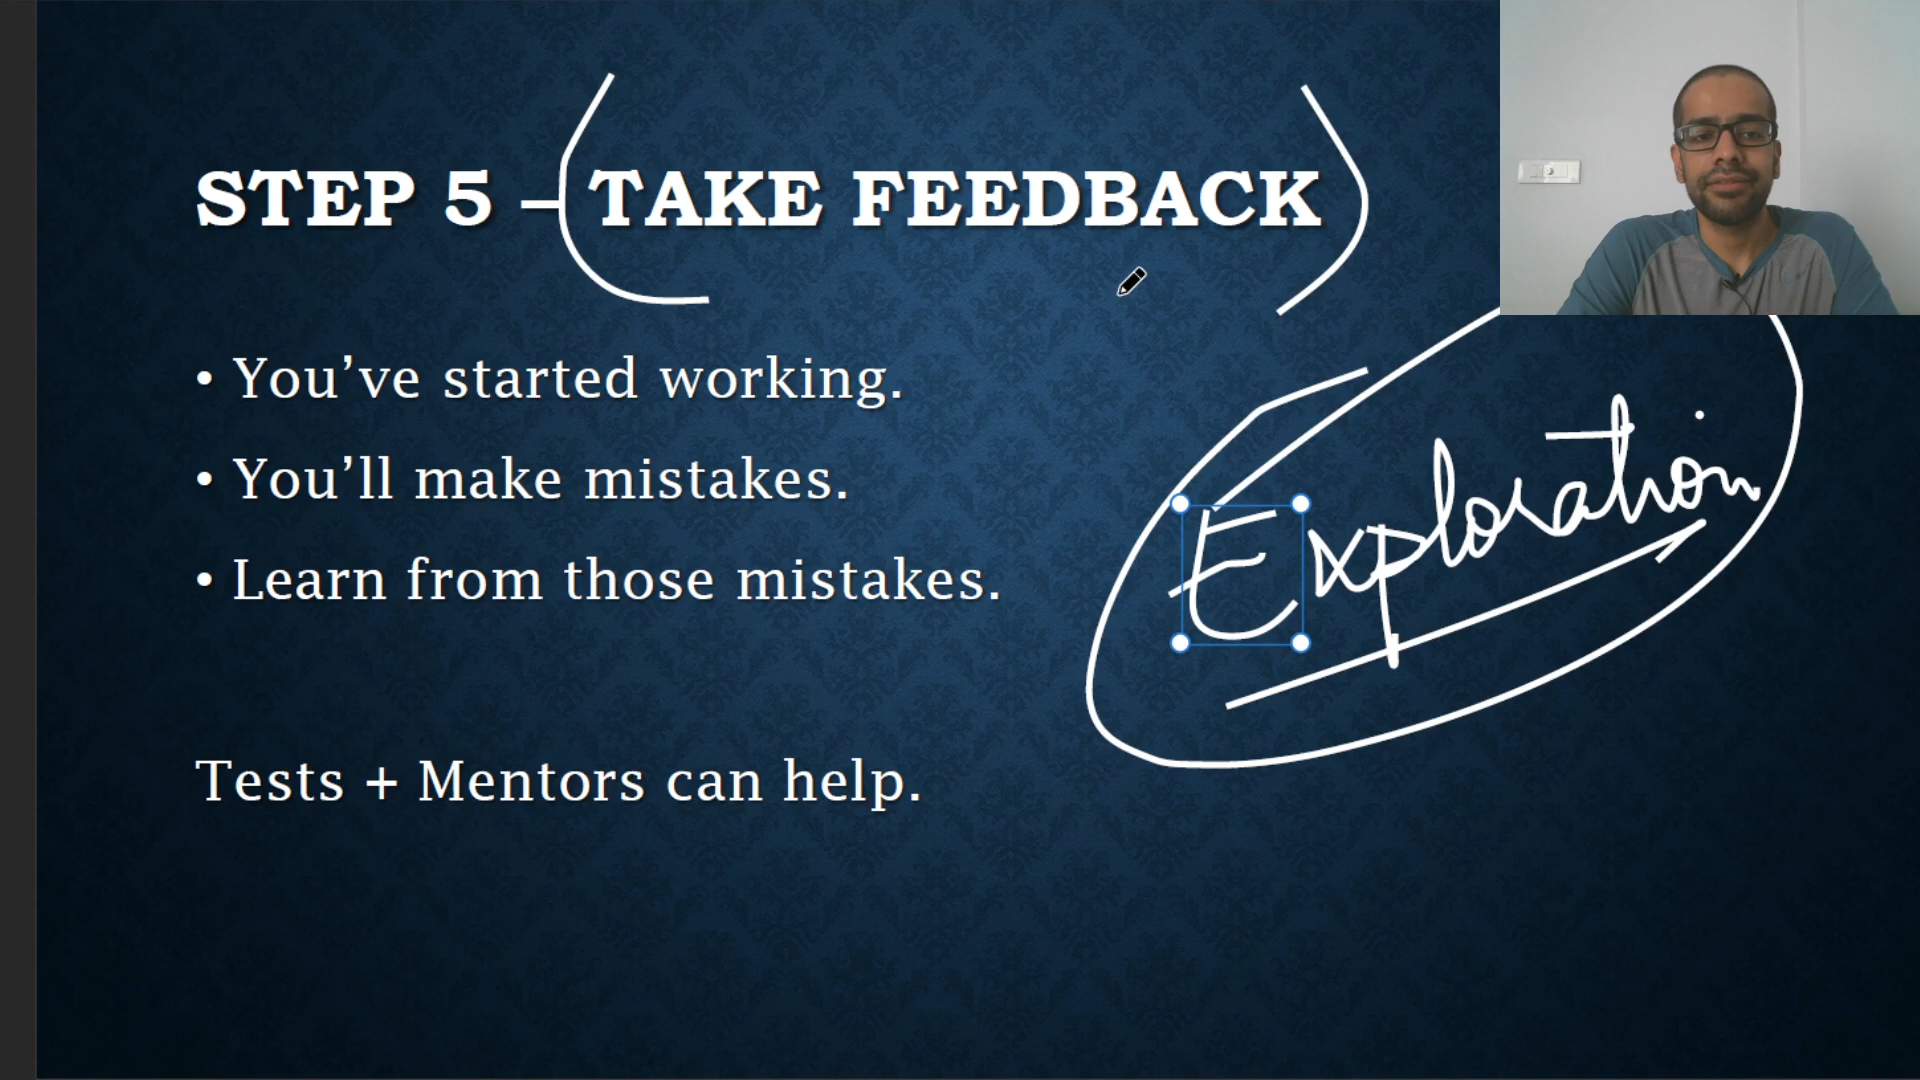 STEP 5 – TAKE FEEDBACK
• You’ve started working.
• You’ll make mistakes.
• Learn from those mistakes.
Exploration
Tests + Mentors can help.